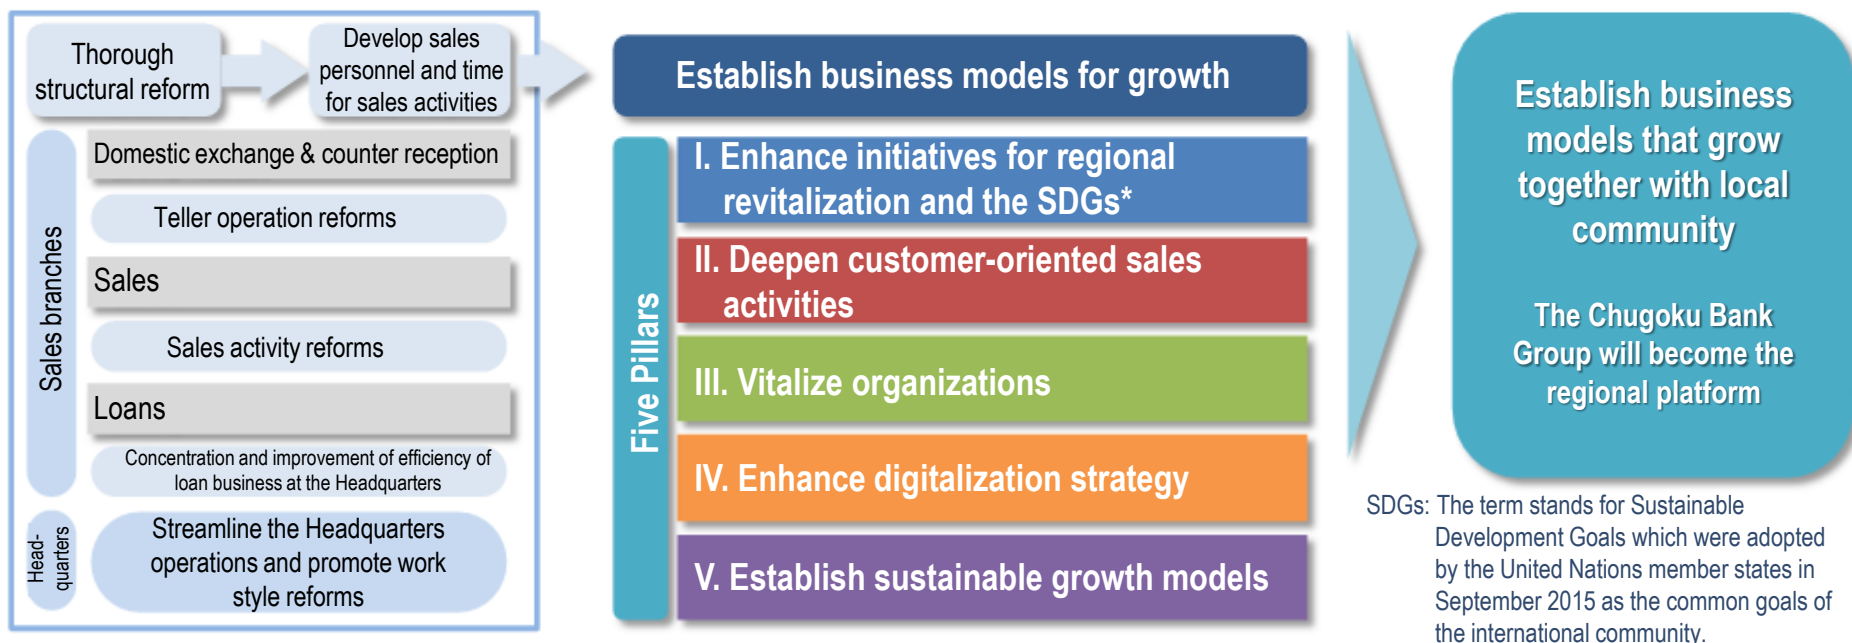 Thorough
structural reform
Develop sales
personnel and time
for sales activities
Sales branches
Domestic exchange & counter reception
Teller operation reforms
Sales
Sales activity reforms
Loans
Concentration and improvement of efficiency of
loan business at the Headquarters
Head-
quarters
Streamline the Headquarters
operations and promote work
style reforms
Establish business models for growth
Five Pillars
I. Enhance initiatives for regional
revitalization and the SDGs*
II. Deepen customer-oriented sales
activities
III. Vitalize organizations
IV. Enhance digitalization strategy
V. Establish sustainable growth models
Establish business
models that grow
together with local
community
The Chugoku Bank
Group will become the
regional platform
SDGs: The term stands for Sustainable
Development Goals which were adopted
by the United Nations member states in
September 2015 as the common goals of
the international community.